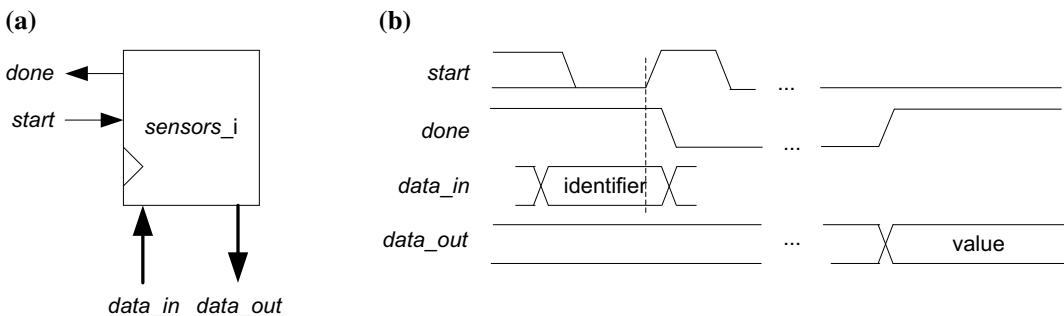 (a)
done
start
sensors_i
data_in data_out
(b)
start
...
done
...
data_in
identifier
data_out
...
value